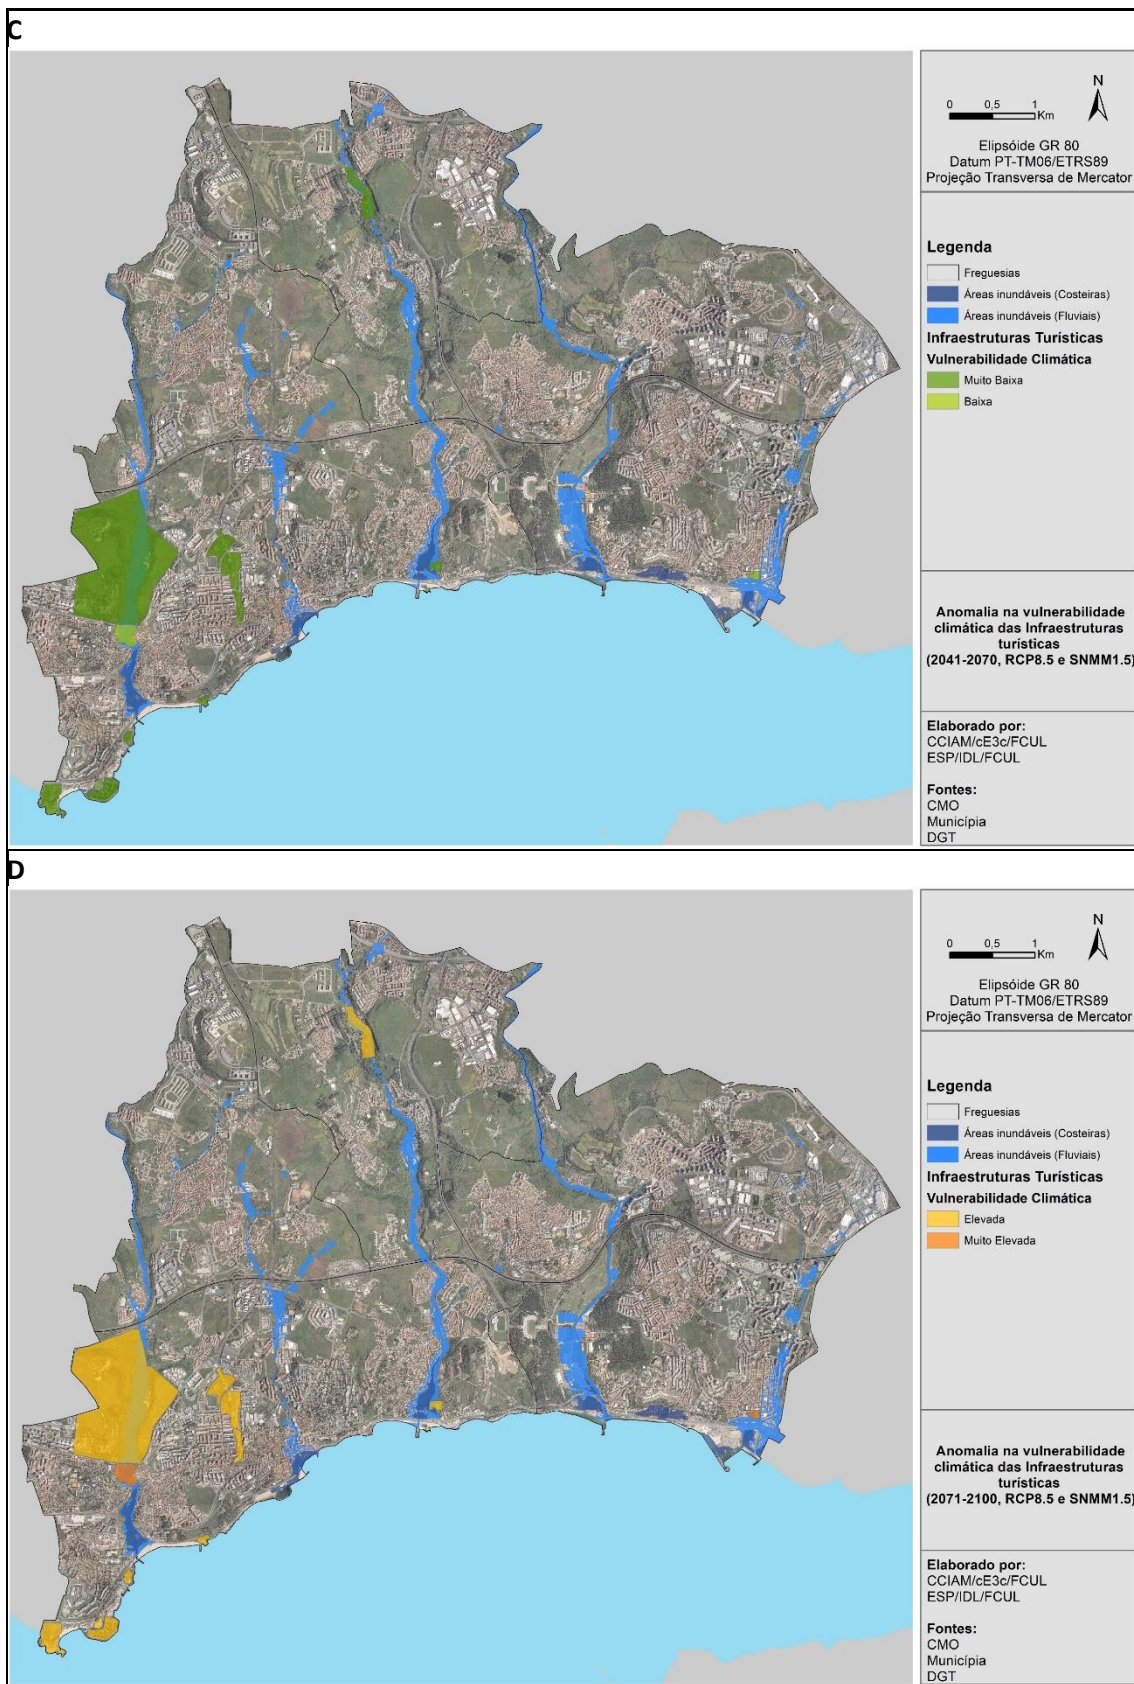 C
N
0 0,5 1
Km
Elipsóide GR 80
Datum PT-TM06/ETRS89
Projeção Transversa de Mercator
Legenda
Freguesias
Áreas inundáveis (Costeiras)
Áreas inundáveis (Fluviais)
Infraestruturas Turísticas
Vulnerabilidade Climática
Muito Baixa
Baixa
Anomalia na vulnerabilidade
climática das Infraestruturas
turísticas
(2041-2070, RCP8.5 e SNMM1.5)
Elaborado por:
CCIAM/cE3c/FCUL
ESP/IDL/FCUL
Fontes:
CMO
Municípia
DGT
D
N
0 0,5 1
Km
Elipsóide GR 80
Datum PT-TM06/ETRS89
Projeção Transversa de Mercator
Legenda
Freguesias
Áreas inundáveis (Costeiras)
Áreas inundáveis (Fluviais)
Infraestruturas Turísticas
Vulnerabilidade Climática
Elevada
Muito Elevada
Anomalia na vulnerabilidade
climática das Infraestruturas
turísticas
(2071-2100, RCP8.5 e SNMM1.5)
Elaborado por:
CCIAM/cE3c/FCUL
ESP/IDL/FCUL
Fontes:
CMO
Municípia
DGT